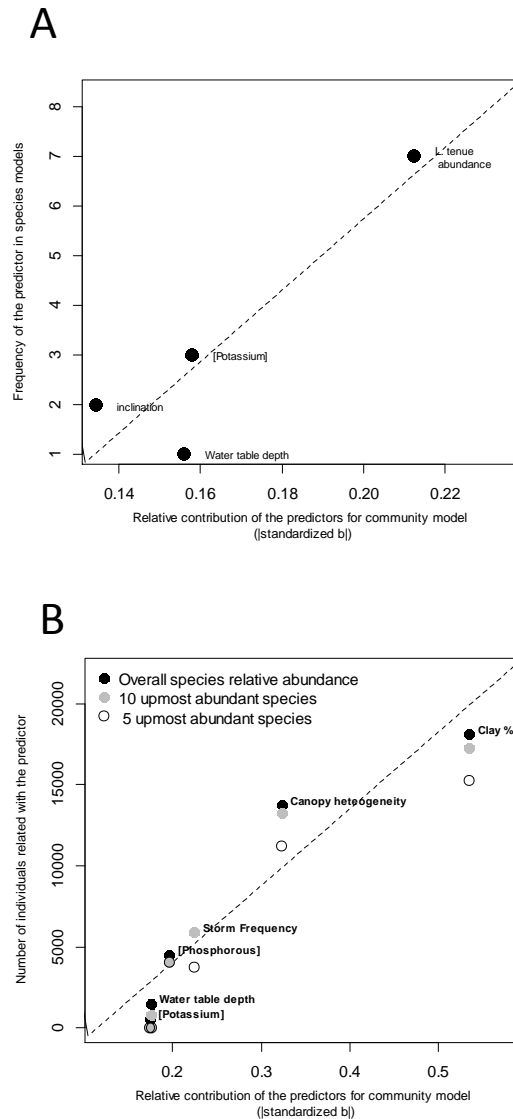 A
8
7
6
5
4
3
2
1
Frequency of the predictor in species models
L. tenue
abundance
[Potassium]
inclination
Water table depth
0.14 0.16 0.18 0.20 0.22
Relative contribution of the predictors for community model
(|standardized b|)
B
Overall species relative abundance
10 upmost abundant species
5 upmost abundant species
20000
15000
10000
5000
0
Number of individuals related with the predictor
Clay %
Canopy heteogeneity
Storm Frequency
[Phosphorous]
Water table depth
[Potassium]
0.2 0.3 0.4 0.5
Relative contribution of the predictors for community model
(|standardized b|)